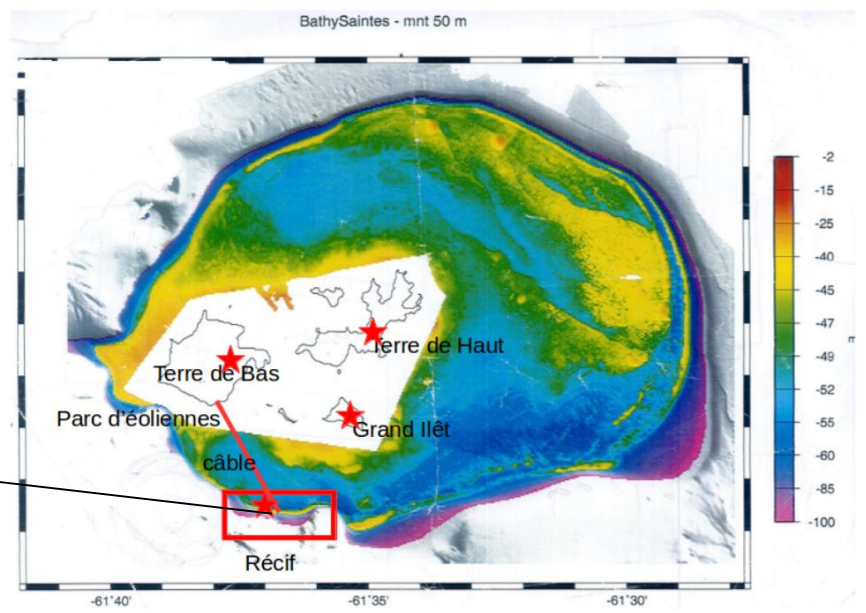 BathySaintes - mnt 50 m
-2
-15
-25
-40
-45
-47
-49
-52
-55
-60
-85
-100
m
Terre de Haut
Terre de Bas
Parc d'éoliennes
Grand Ilêt
câble
Récif
-61°40'
-61°35'
-61°30'